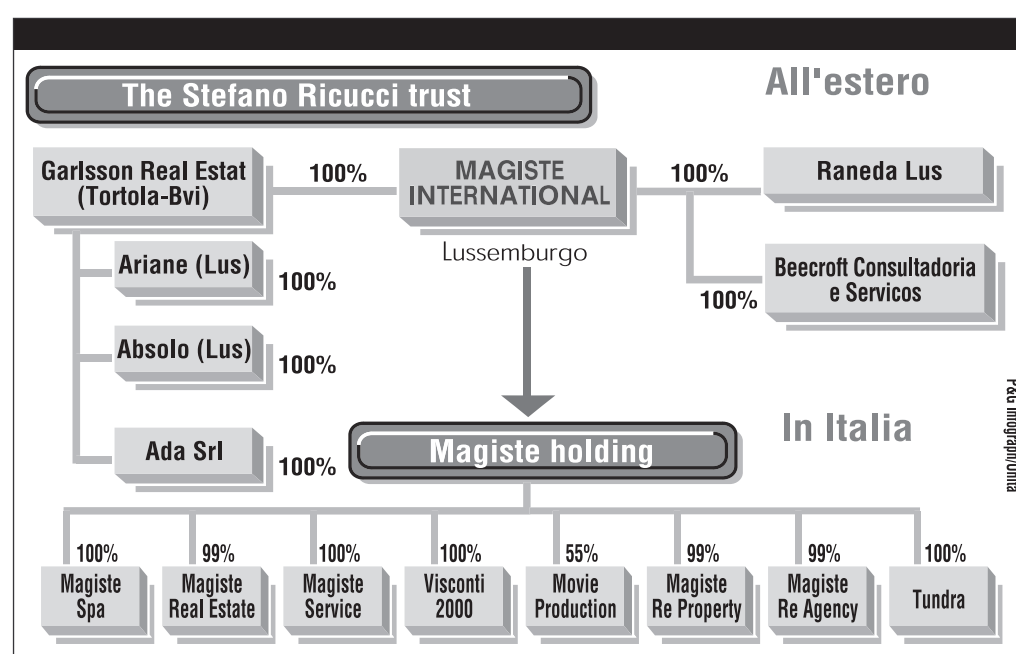 The Stefano Ricucci trust
All'estero
Garlsson Real Estat
(Tortola-Bvi)
100%
MAGISTE
INTERNATIONAL
Lussemburgo
100%
Raneda Lus
100%
Beecroft Consultadoria
e Servicos
Ariane (Lus)
100%
Absolo (Lus)
100%
Ada Srl
100%
In Italia
Magiste holding
100%
Magiste
Spa
99%
Magiste
Real Estate
100%
Magiste
Service
100%
Visconti
2000
55%
Movie
Production
99%
Magiste
Re Property
99%
Magiste
Re Agency
100%
Tundra
P&G Infograph/Unità